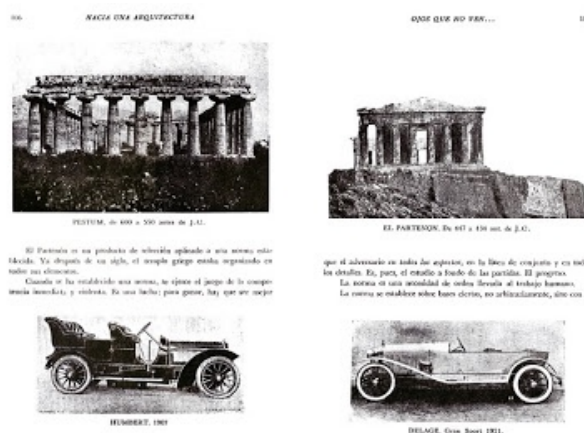 106 HACIA UNA ARQUITECTURA
PESTUM, de 600 a 550 antes de J.C.
El Partenón es un producto de selección aplicado a una norma esta-
blecida. Ya después de un siglo, el templo griego estaba organizado en
todos sus elementos.
Cuando se ha establecido una norma, se ejerce el juego de la compe-
tencia inmediata y violenta. Es una lucha; para ganar, hay que ser mejor
HUMBERT, 1907
OJOS QUE NO VEN...
EL PARTENON, De 447 a 434 ant. de J.C.
que el adversario en todos los aspectos, en la línea de conjunto y en todos
los detalles. Es, pues, el estudio a fondo de las partidas. El progreso.
La norma es una necesidad de orden llevada al trabajo humano.
La norma se establece sobre bases ciertas, no arbitrariamente, sino con
DELAGE, Gran Sport 1921.